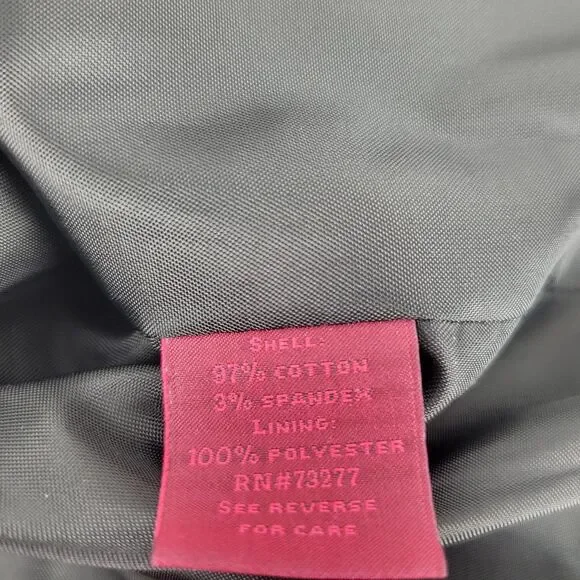 SHELL:
97% COTTON
3% SPANDEX
LINING:
100% POLYESTER
RN#73277
SEE REVERSE
FOR CARE